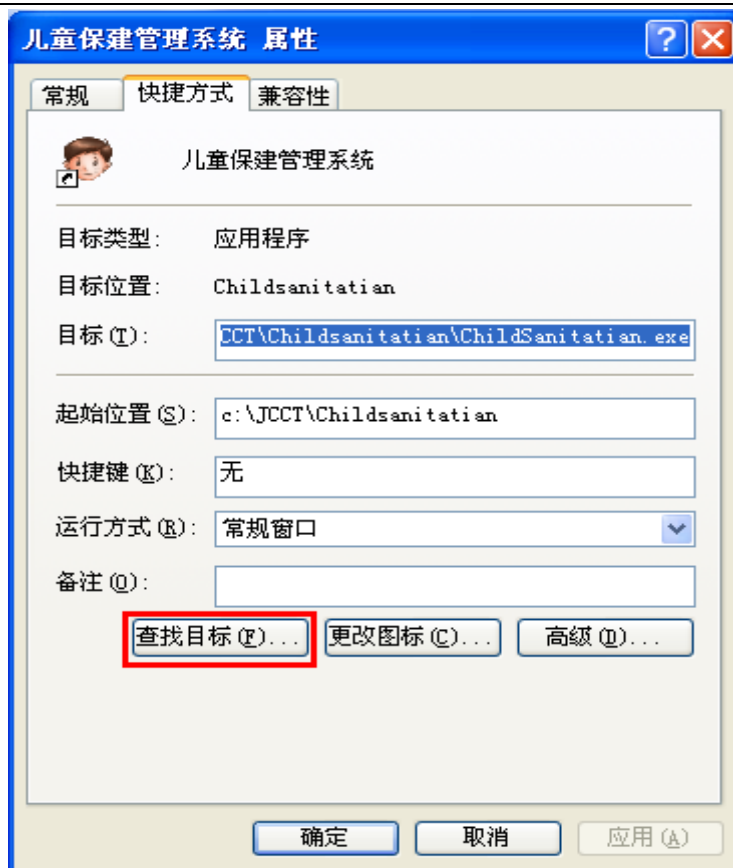 儿童保建管理系统 属性
常规 快捷方式 兼容性
儿童保建管理系统
目标类型: 应用程序
目标位置: Childsanitatian
目标(T): CCT\Childsanitatian\ChildSanitatian.exe
起始位置(S): c:\JCCT\Childsanitatian
快捷键(K): 无
运行方式(R): 常规窗口
备注(O):
查找目标(F)... 更改图标(C)... 高级(D)...
确定 取消 应用(A)